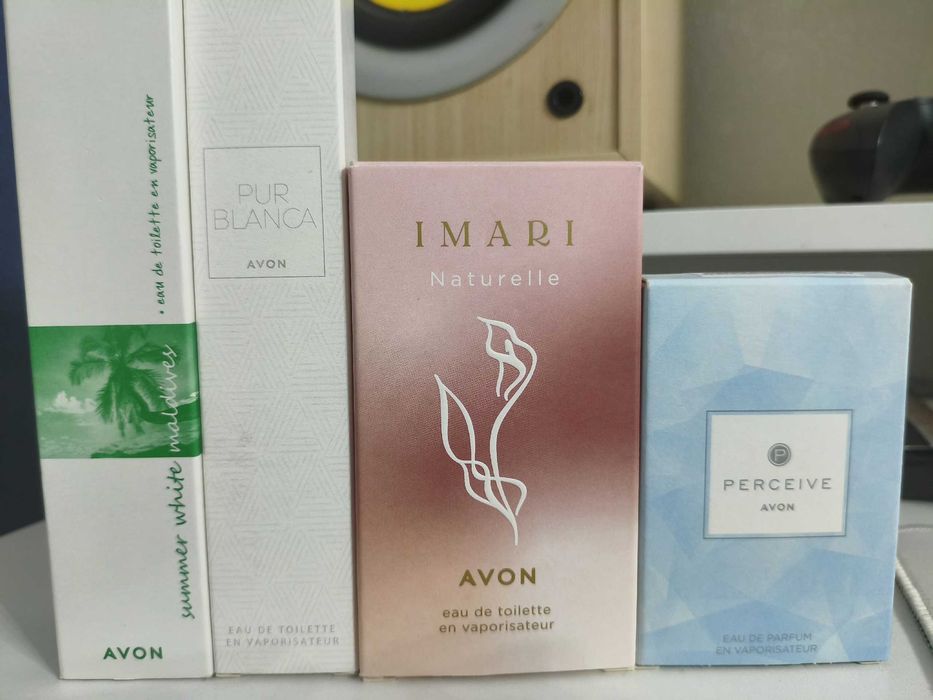 • eau de toilette en vaporisateur
summer white maldives
AVON
PUR
BLANCA
AVON
EAU DE TOILETTE
EN VAPORISATEUR
IMARI
Naturelle
AVON
eau de toilette
en vaporisateur
P
PERCEIVE
AVON
EAU DE PARFUM
EN VAPORISATEUR